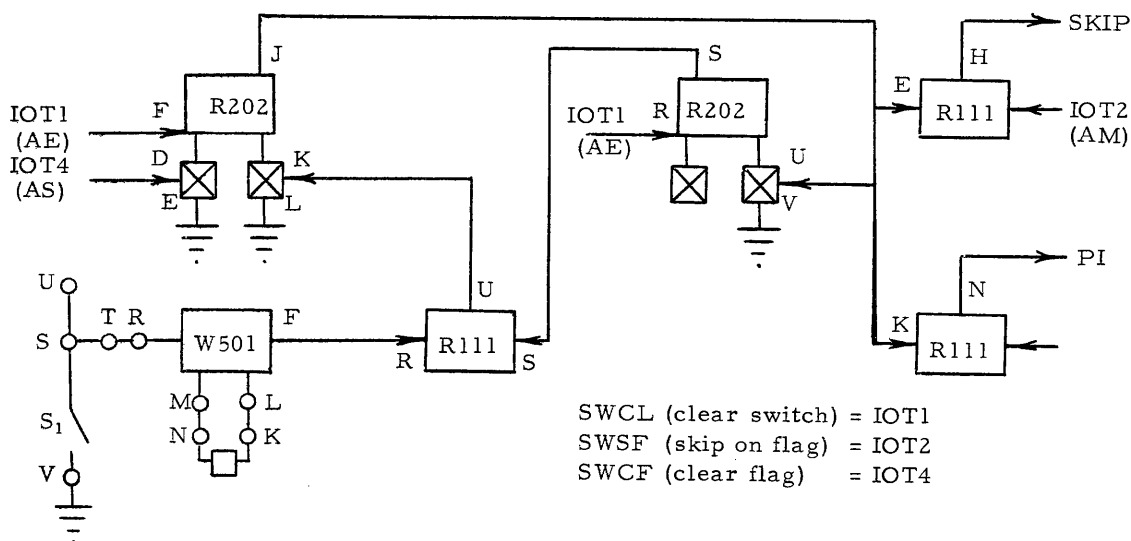 J
S
SKIP
H
E
R111
IOT2
(AM)
IOT1
(AE)
F
R202
IOT4
(AS)
D
K
E
L
IOT1
(AE)
R
R202
U
V
PI
N
K
R111
U
S
T R
W501
F
U
R
R111
S
M
L
N
K
S1
V
SWCL (clear switch) = IOT1
SWSF (skip on flag) = IOT2
SWCF (clear flag) = IOT4